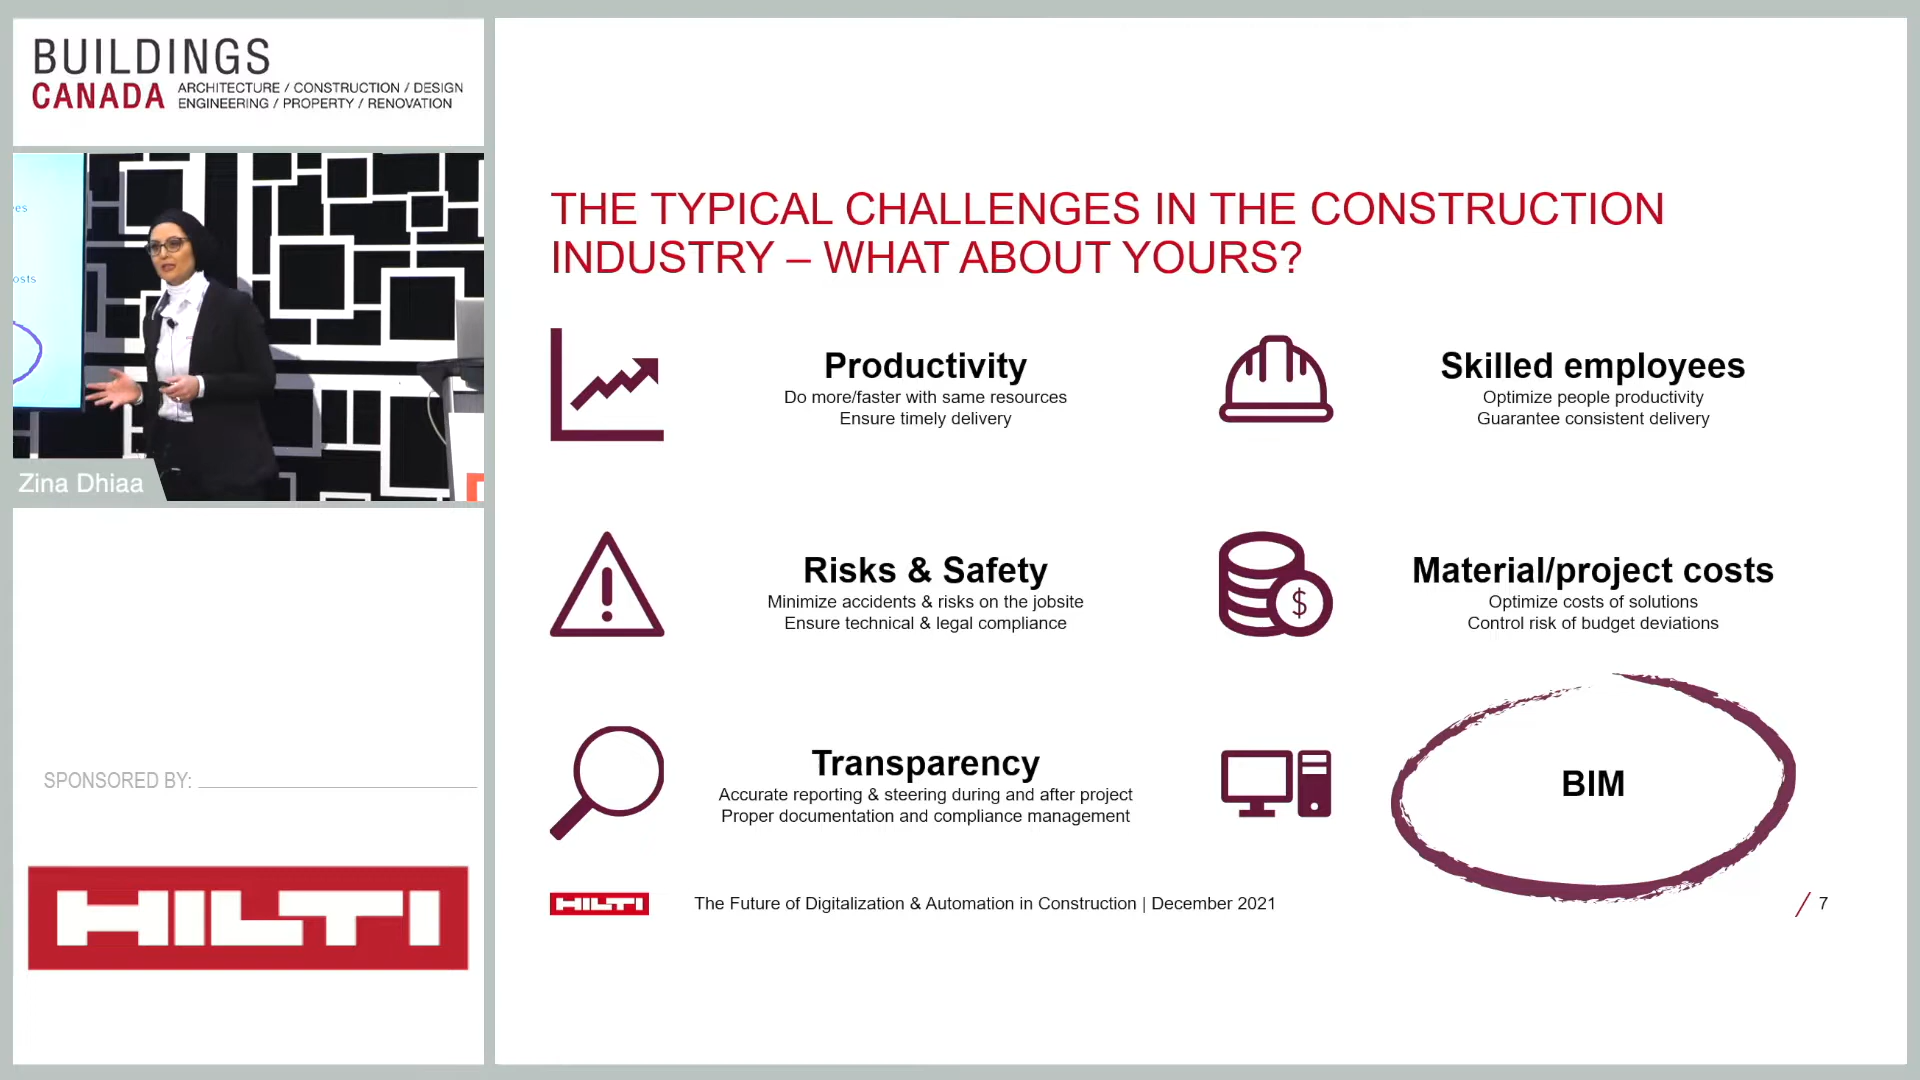 BUILDINGS
CANADA
ARCHITECTURE / CONSTRUCTION / DESIGN
ENGINEERING / PROPERTY / RENOVATION
es
osts
Zina Dhiaa
SPONSORED BY:
HILTI
THE TYPICAL CHALLENGES IN THE CONSTRUCTION
INDUSTRY – WHAT ABOUT YOURS?
Productivity
Do more/faster with same resources
Ensure timely delivery
Skilled employees
Optimize people productivity
Guarantee consistent delivery
Risks & Safety
Minimize accidents & risks on the jobsite
Ensure technical & legal compliance
$
Material/project costs
Optimize costs of solutions
Control risk of budget deviations
Transparency
Accurate reporting & steering during and after project
Proper documentation and compliance management
BIM
HILTI
The Future of Digitalization & Automation in Construction | December 2021
/ 7